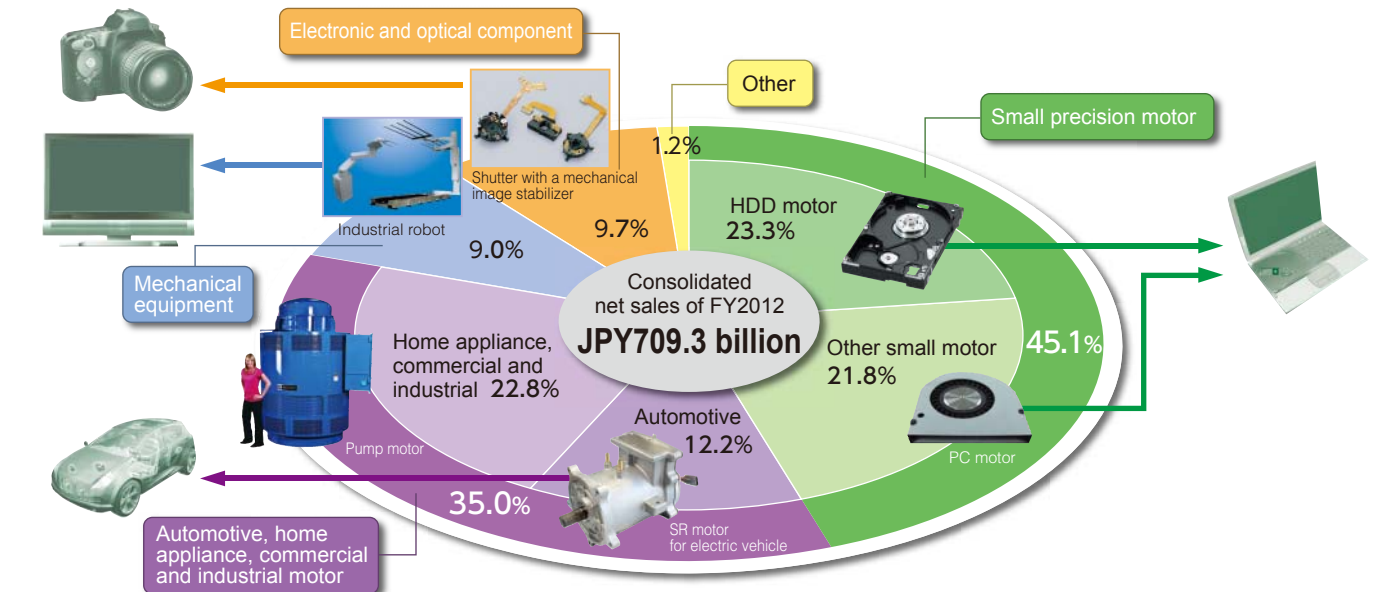 Electronic and optical component
Other
Small precision motor
1.2%
Shutter with a mechanical
image stabilizer
9.7%
HDD motor
23.3%
Industrial robot
9.0%
Mechanical
equipment
Consolidated
net sales of FY2012
JPY709.3 billion
Home appliance,
commercial and
industrial 22.8%
Other small motor
21.8%
45.1%
Automotive
12.2%
Pump motor
PC motor
35.0%
SR motor
for electric vehicle
Automotive, home
appliance, commercial
and industrial motor